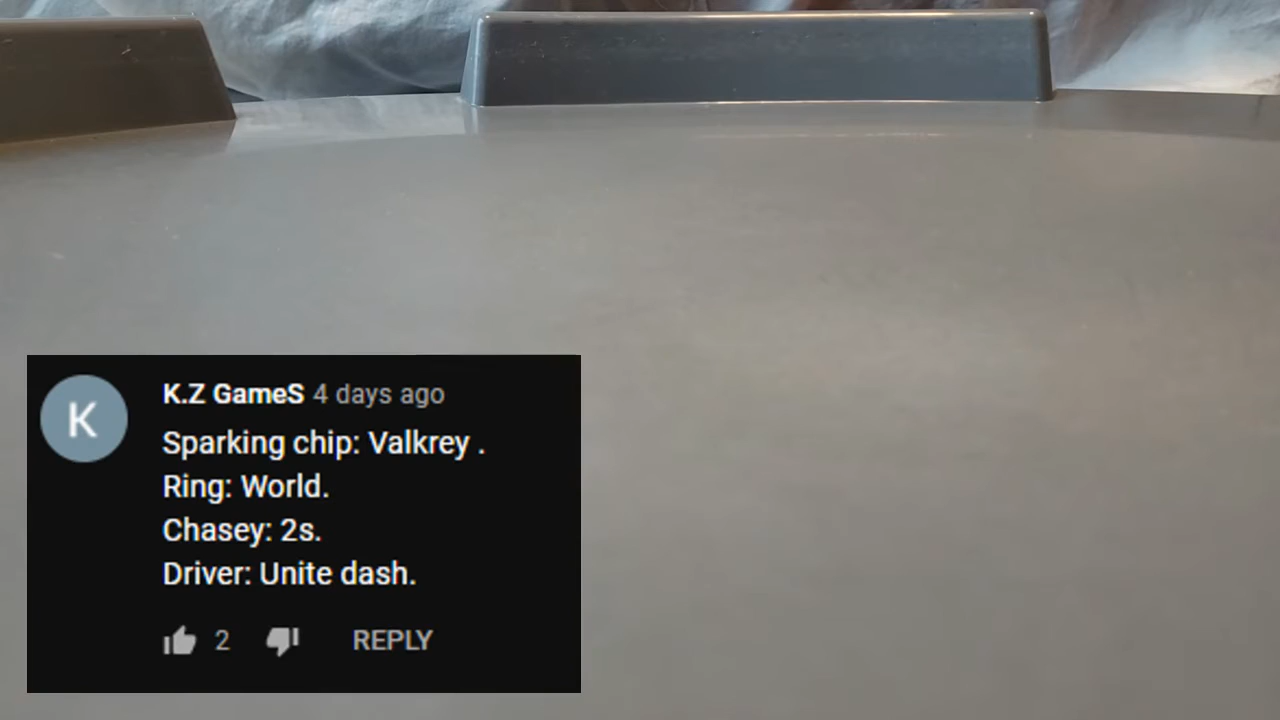 K
K.Z GameS 4 days ago
Sparking chip: Valkrey .
Ring: World.
Chasey: 2s.
Driver: Unite dash.
2 REPLY